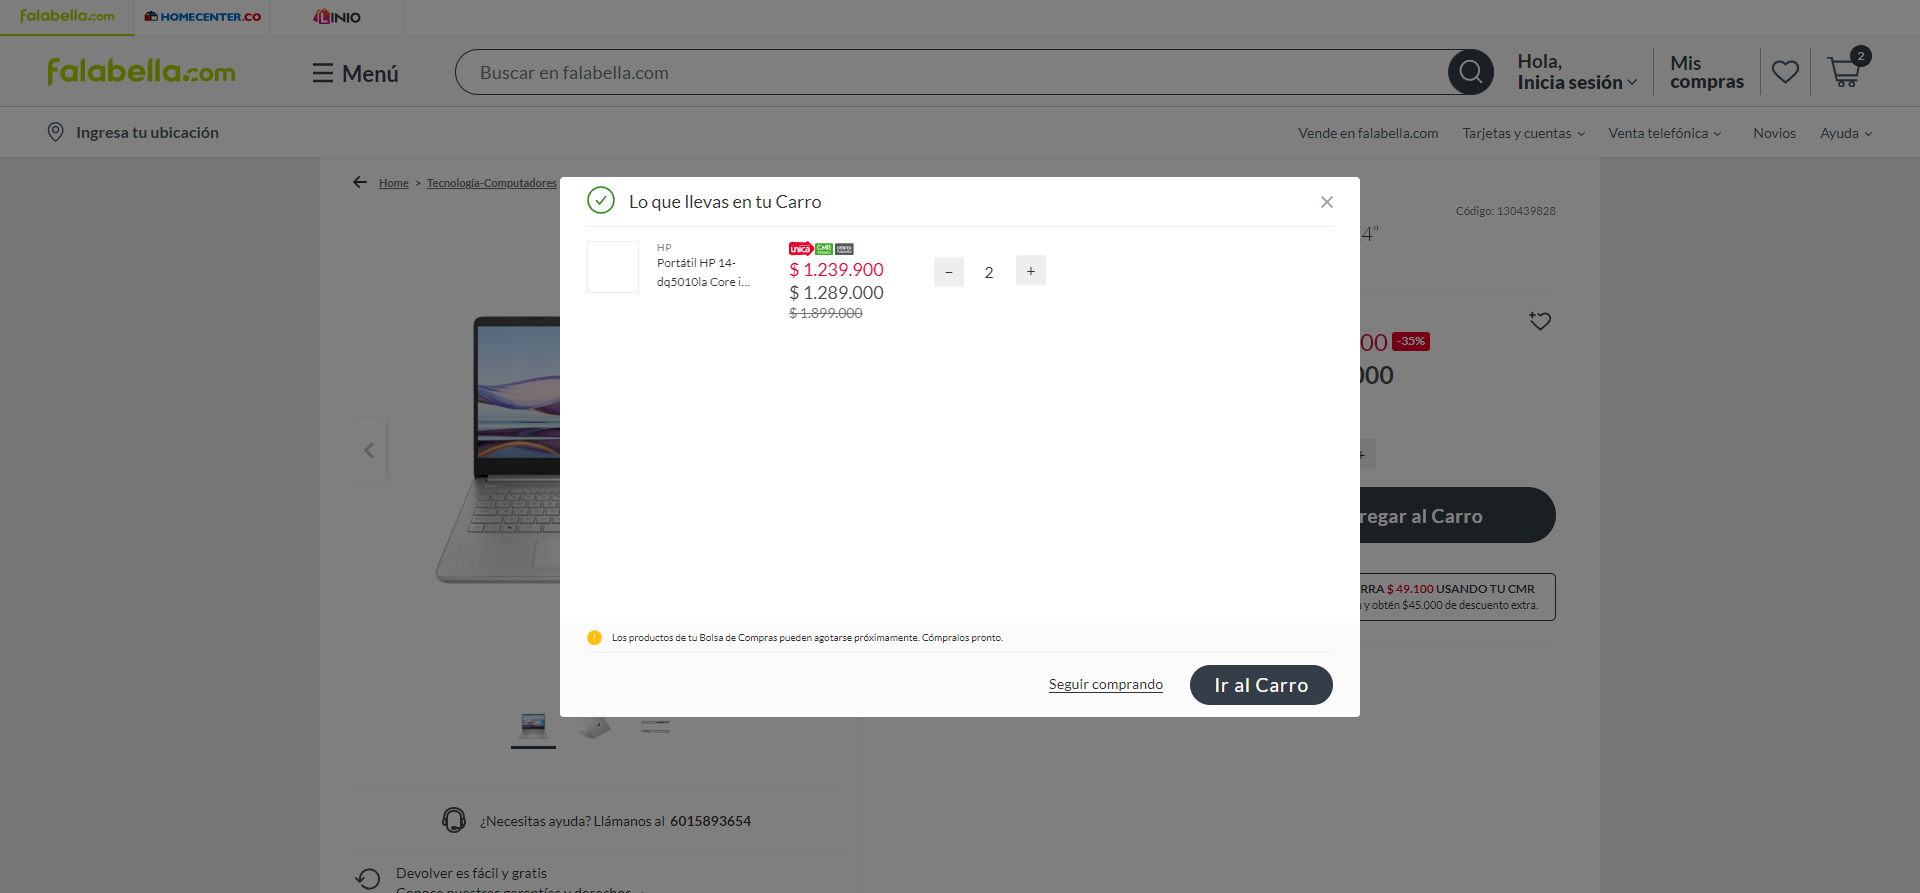 falabella.com
HOMECENTER.CO
LINIO
falabella.com
Menú
Buscar en falabella.com
Hola,
Inicia sesión
Mis
compras
2
Ingresa tu ubicación
Vende en falabella.com
Tarjetas y cuentas
Venta telefónica
Novios
Ayuda
Home > Tecnología-Computadores
Código: 130439828
4”
Lo que llevas en tu Carro
HP
Portátil HP 14-
dq5010la Core i...
única CMR
$ 1.239.900
$ 1.289.000
$ 1.899.000
− 2 +
00 -35%
000
+
regar al Carro
RRA $ 49.100 USANDO TU CMR
a y obtén $45.000 de descuento extra.
Los productos de tu Bolsa de Compras pueden agotarse próximamente. Cómpralos pronto.
Seguir comprando
Ir al Carro
¿Necesitas ayuda? Llámanos al 6015893654
Devolver es fácil y gratis
Conoce nuestras garantías y derechos